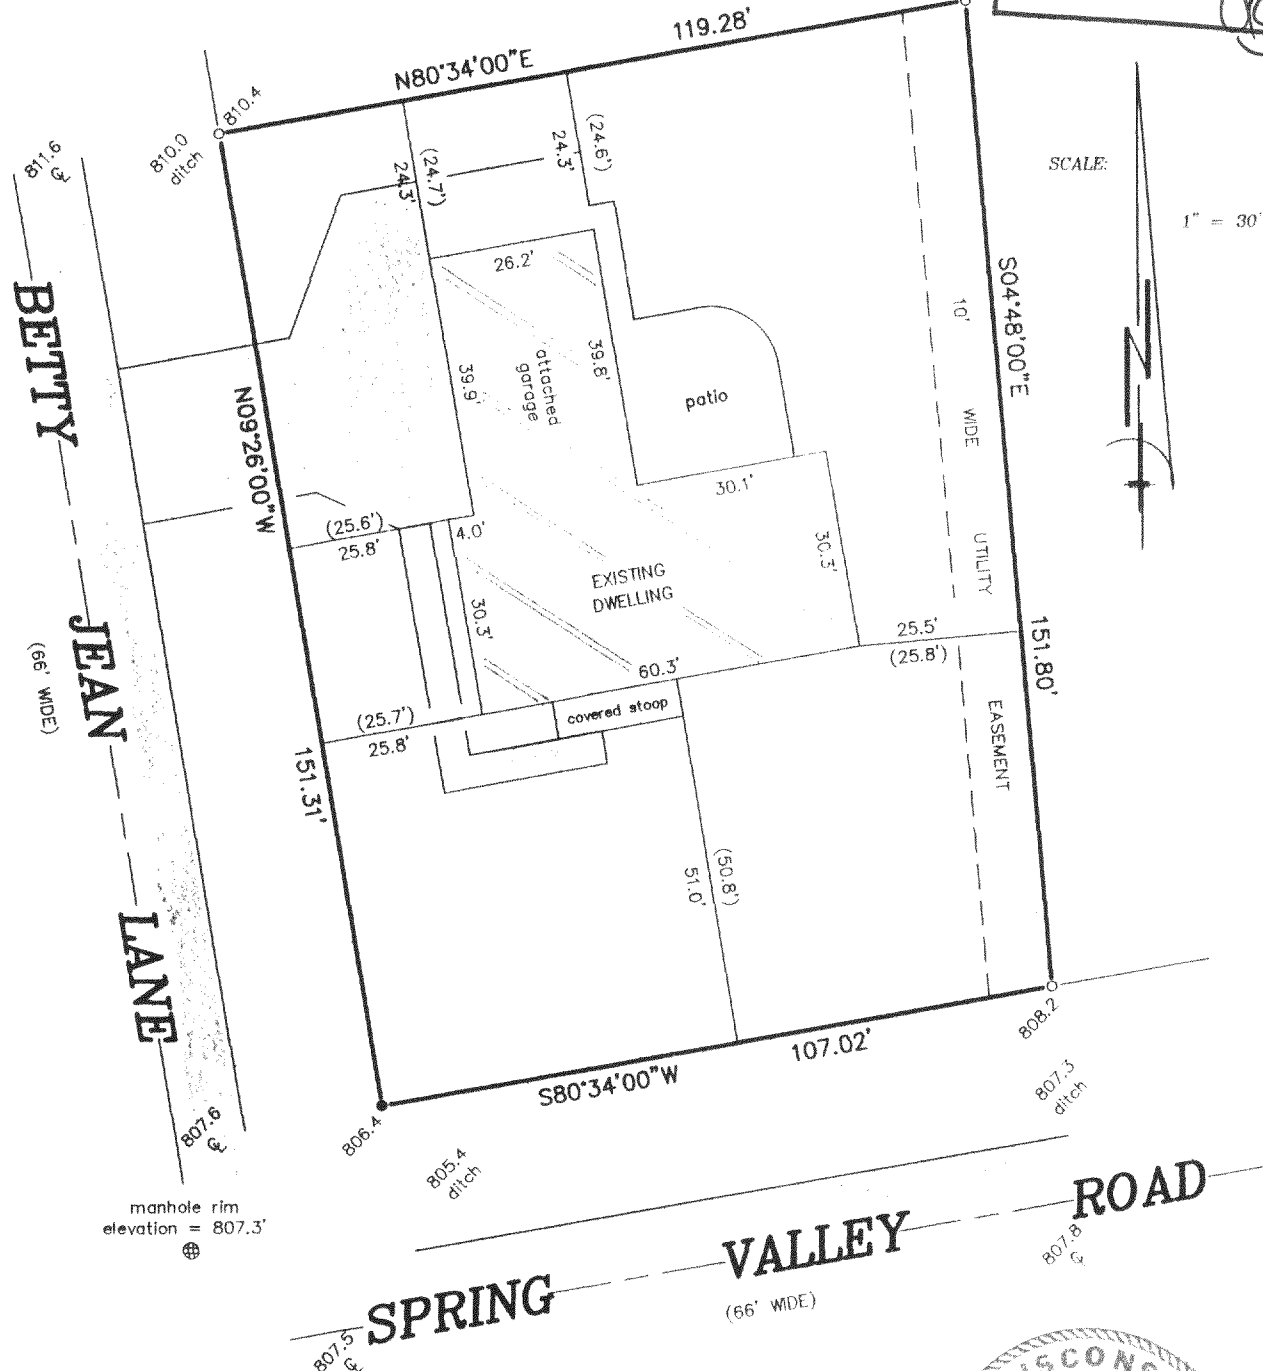 119.28'
N80°34'00"E
SCALE:
1" = 30'
810.4
810.0
ditch
811.6
℄
(24.7')
24.3'
(24.6')
24.3'
26.2'
39.9'
39.8'
attached
garage
patio
30.1'
30.3'
10' WIDE UTILITY EASEMENT
S04°48'00"E
151.80'
BETTY JEAN LANE
(66' WIDE)
N09°26'00"W
151.31'
(25.6')
25.8'
4.0'
30.3'
EXISTING
DWELLING
25.5'
(25.8')
60.3'
covered stoop
(25.7')
25.8'
(50.8')
51.0'
107.02'
S80°34'00"W
808.2
807.3
ditch
806.4
805.4
ditch
807.6
℄
manhole rim
elevation = 807.3'
SPRING VALLEY ROAD
(66' WIDE)
807.8
℄
807.5
℄